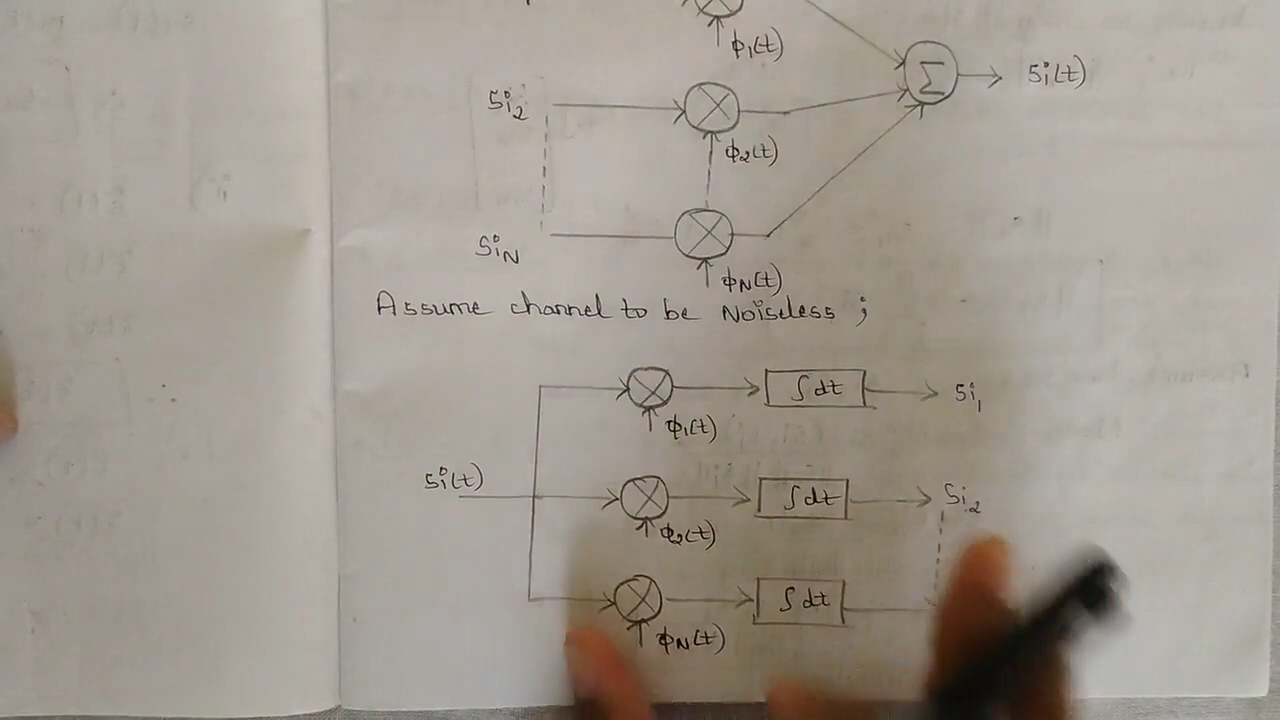 ϕ₁(t)
Si₂ ϕ₂(t) Σ Si(t)
SiN ϕN(t)
Assume channel to be Noiseless ;
ϕ₁(t) ∫dt Si₁
Si(t) ϕ₂(t) ∫dt Si₂
ϕN(t) ∫dt